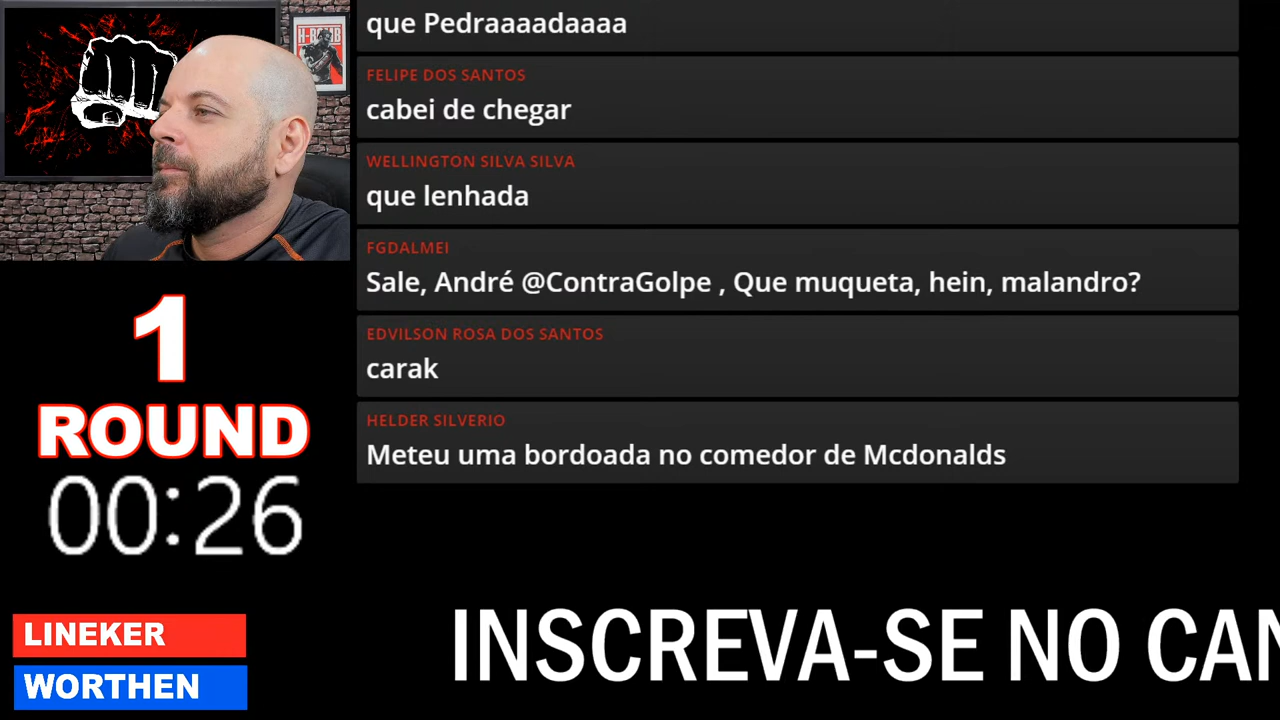 H-BOMB
1
ROUND
00:26
LINEKER
WORTHEN
que Pedraaaadaaaa
FELIPE DOS SANTOS
cabei de chegar
WELLINGTON SILVA SILVA
que lenhada
FGDALMEI
Sale, André @ContraGolpe , Que muqueta, hein, malandro?
EDVILSON ROSA DOS SANTOS
carak
HELDER SILVERIO
Meteu uma bordoada no comedor de Mcdonalds
INSCREVA-SE NO CAN